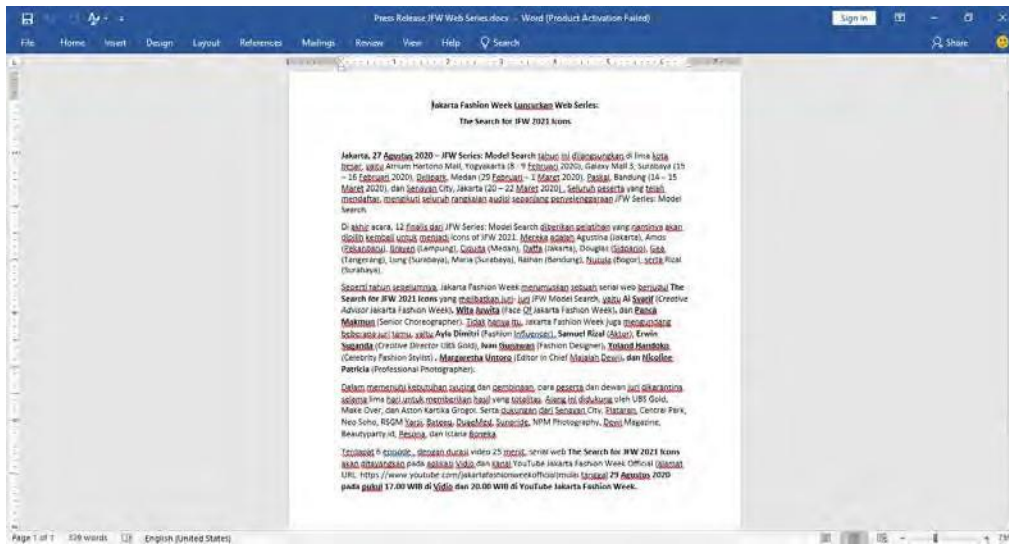 Press Release JFW Web Series.docx - Word (Product Activation Failed)
Sign in
File Home Insert Design Layout References Mailings Review View Help Search Share
Jakarta Fashion Week Luncurkan Web Series:
The Search for JFW 2021 Icons
Jakarta, 27 Agustus 2020 – JFW Series: Model Search tahun ini dilangsungkan di lima kota
besar, yaitu Atrium Hartono Mall, Yogyakarta (8 - 9 Februari 2020), Galaxy Mall 3, Surabaya (15
– 16 Februari 2020), Delipark, Medan (29 Februari – 1 Maret 2020), Paskal, Bandung (14 – 15
Maret 2020), dan Senayan City, Jakarta (20 – 22 Maret 2020). Seluruh peserta yang telah
mendaftar, mengikuti seluruh rangkaian audisi sepanjang penyelenggaraan JFW Series: Model
Search.
Di akhir acara, 12 finalis dari JFW Series: Model Search diberikan pelatihan yang nantinya akan
dipilih kembali untuk menjadi Icons of JFW 2021. Mereka adalah Agustina (Jakarta), Amos
(Pekanbaru), Brayen (Lampung), Ciquita (Medan), Daffa (Jakarta), Douglas (Sidoarjo), Gea
(Tangerang), Lung (Surabaya), Maria (Surabaya), Raihan (Bandung), (Bogor), serta Rizal
(Surabaya).
Seperti tahun sebelumnya, Jakarta Fashion Week merumuskan sebuah serial web berjudul The
Search for JFW 2021 Icons yang melibatkan juri- juri JFW Model Search, yaitu Ai Syarif (Creative
Advisor Jakarta Fashion Week), Wita Juwita (Face Of Jakarta Fashion Week), dan Panca
Makmun (Senior Choreographer). Tidak hanya itu, Jakarta Fashion Week juga mengundang
beberapa juri tamu, yaitu Ayla Dimitri (Fashion Influencer), Samuel Rizal (Aktor), Erwin
Suganda (Creative Director UBS Gold), Ivan Gunawan (Fashion Designer), Yoland Handoko
(Celebrity Fashion Stylist) , Margaretha Untoro (Editor in Chief Majalah Dewi), dan Nicoline
Patricia (Professional Photographer).
Dalam memenuhi kebutuhan syuting dan pembinaan, para peserta dan dewan juri dikarantina
selama lima hari untuk memberikan hasil yang totalitas. Ajang ini didukung oleh UBS Gold,
Make Over, dan Aston Kartika Grogol. Serta dukungan dari Senayan City, Plataran, Central Park,
Neo Soho, RSGM Yarsi, Bateeq, Sunpride, NPM Photography, Dewi Magazine,
Beautyparty.id, Pesona, dan Istana Boneka.
Terdapat 6 episode , dengan durasi video 25 menit, serial web The Search for JFW 2021 Icons
akan ditayangkan pada aplikasi Vidio dan kanal YouTube Jakarta Fashion Week Official (alamat
URL: https://www.youtube.com/jakartafashionweekofficial)mulai tanggal 29 Agustus 2020
pada pukul 17.00 WIB di Vidio dan 20.00 WIB di YouTube Jakarta Fashion Week.
Page 1 of 1 329 words English (United States)